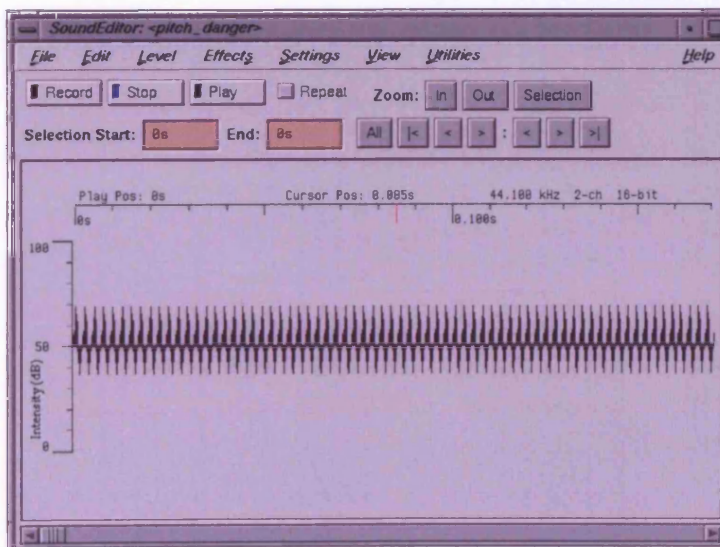 SoundEditor: <pitch_danger>
File Edit Level Effects Settings View Utilities Help
Record Stop Play Repeat Zoom: In Out Selection
Selection Start: 0s End: 0s All |< < > : < > >|
Play Pos: 0s Cursor Pos: 0.085s 44.100 kHz 2-ch 16-bit
0s 0.100s
100
50
Intensity(dB)
0